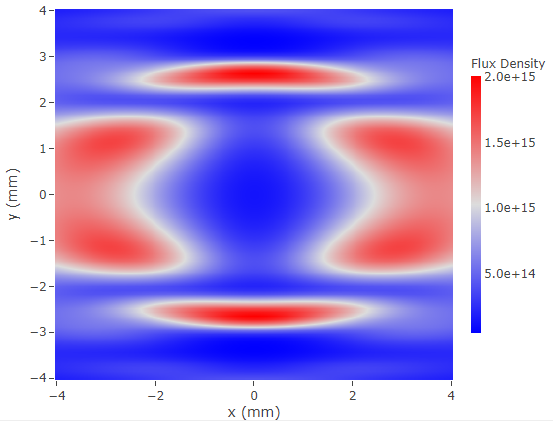 4
3
2
1
0
−1
−2
−3
−4
y (mm)
−4 −2 0 2 4
x (mm)
Flux Density
2.0e+15
1.5e+15
1.0e+15
5.0e+14